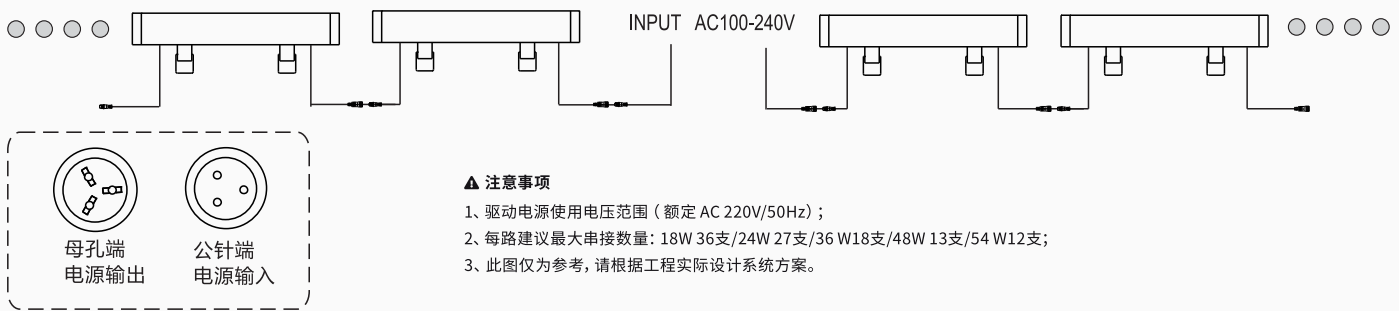 INPUT AC100-240V
母孔端
电源输出
公针端
电源输入
注意事项
1、驱动电源使用电压范围（额定 AC 220V/50Hz）；
2、每路建议最大串接数量：18W 36支/24W 27支/36 W18支/48W 13支/54 W12支；
3、此图仅为参考，请根据工程实际设计系统方案。